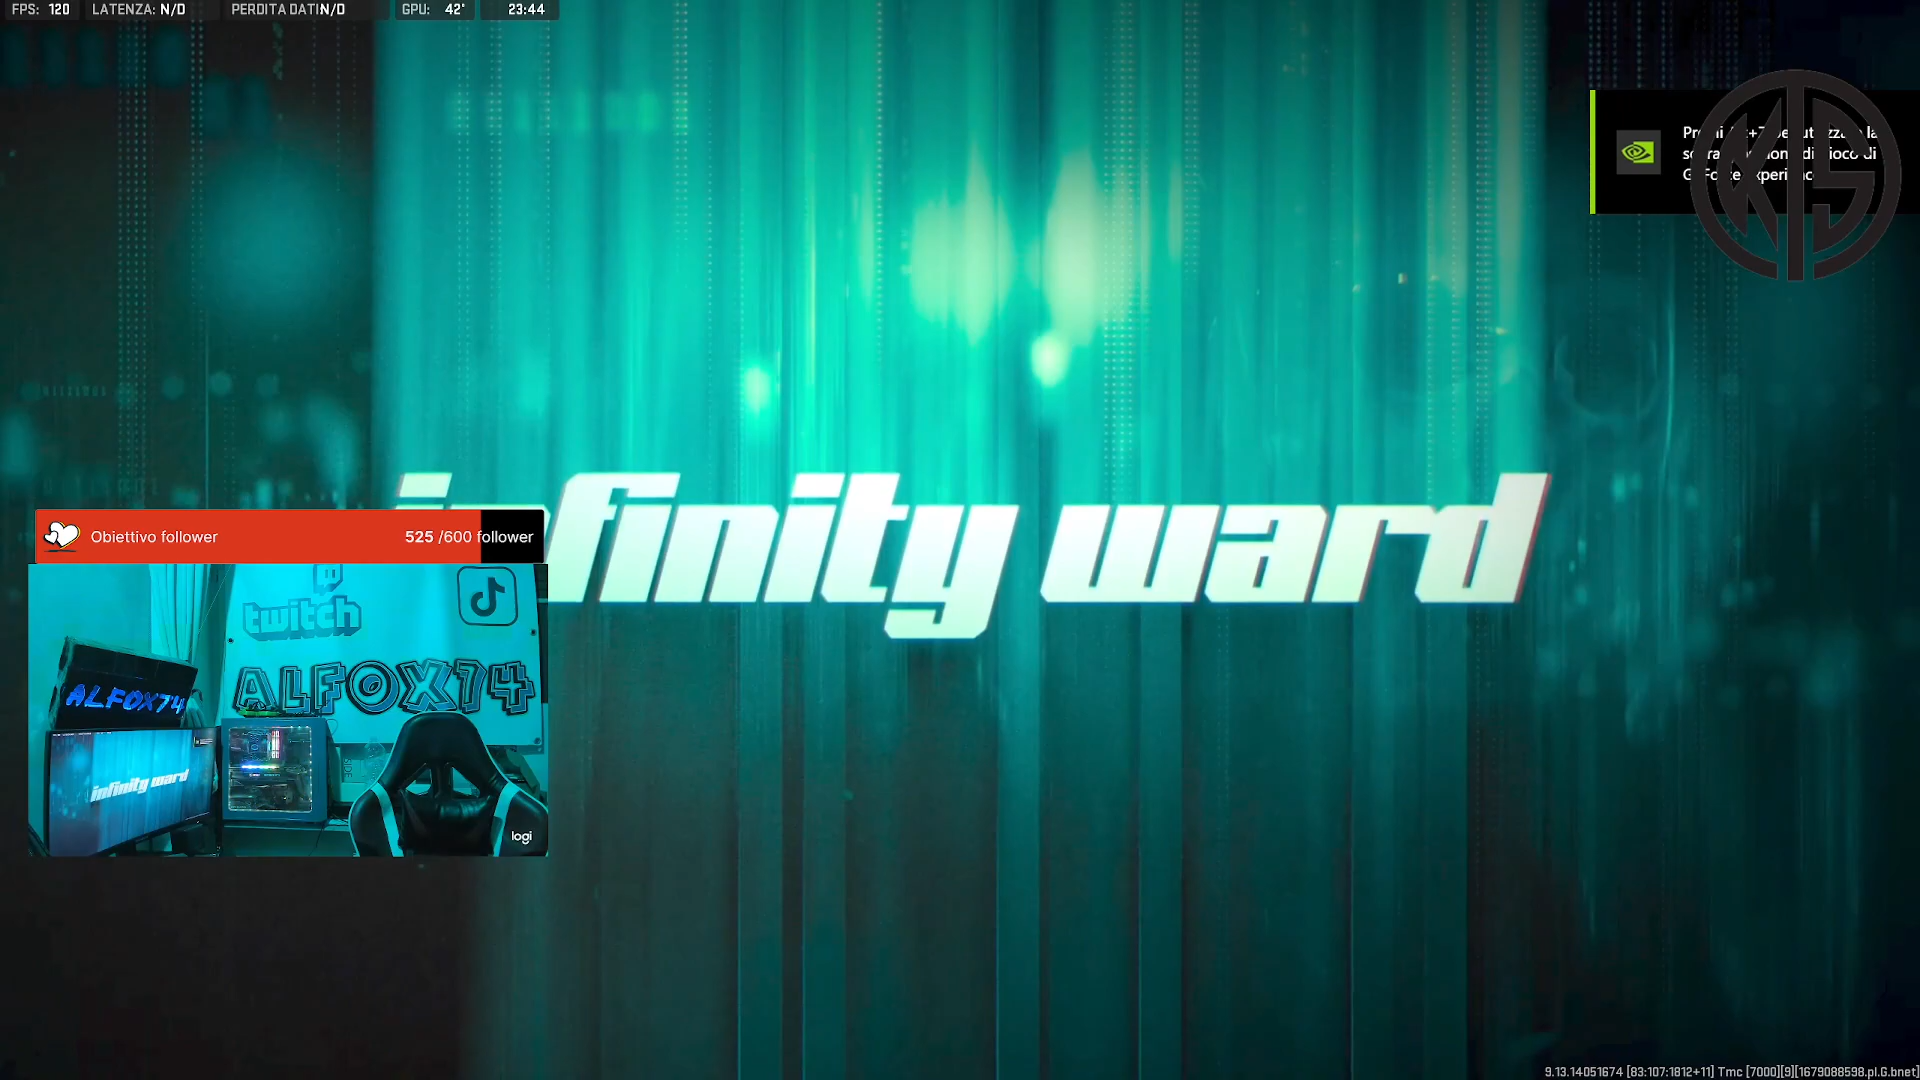 FPS: 120 LATENZA: N/D PERDITA DATI N/D GPU: 42° 23:44
infinity ward
Obiettivo follower 525 /600 follower
twitch
ALFOX74
ALFOX74
infinity ward
logi
9.13.14051674 [83:107:1812+11] Tmc [7000][9][1679088598.pl.G.bnet]